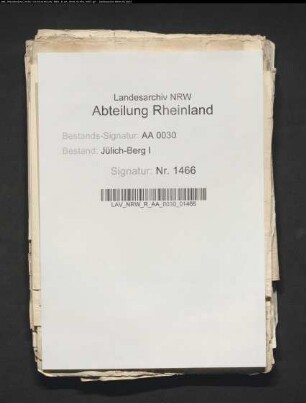 Landesarchiv NRW
Abteilung Rheinland
Bestands-Signatur: AA 0030
Bestand: Jülich-Berg I
Signatur: Nr. 1466
LAV_NRW_R_AA_0030_01466